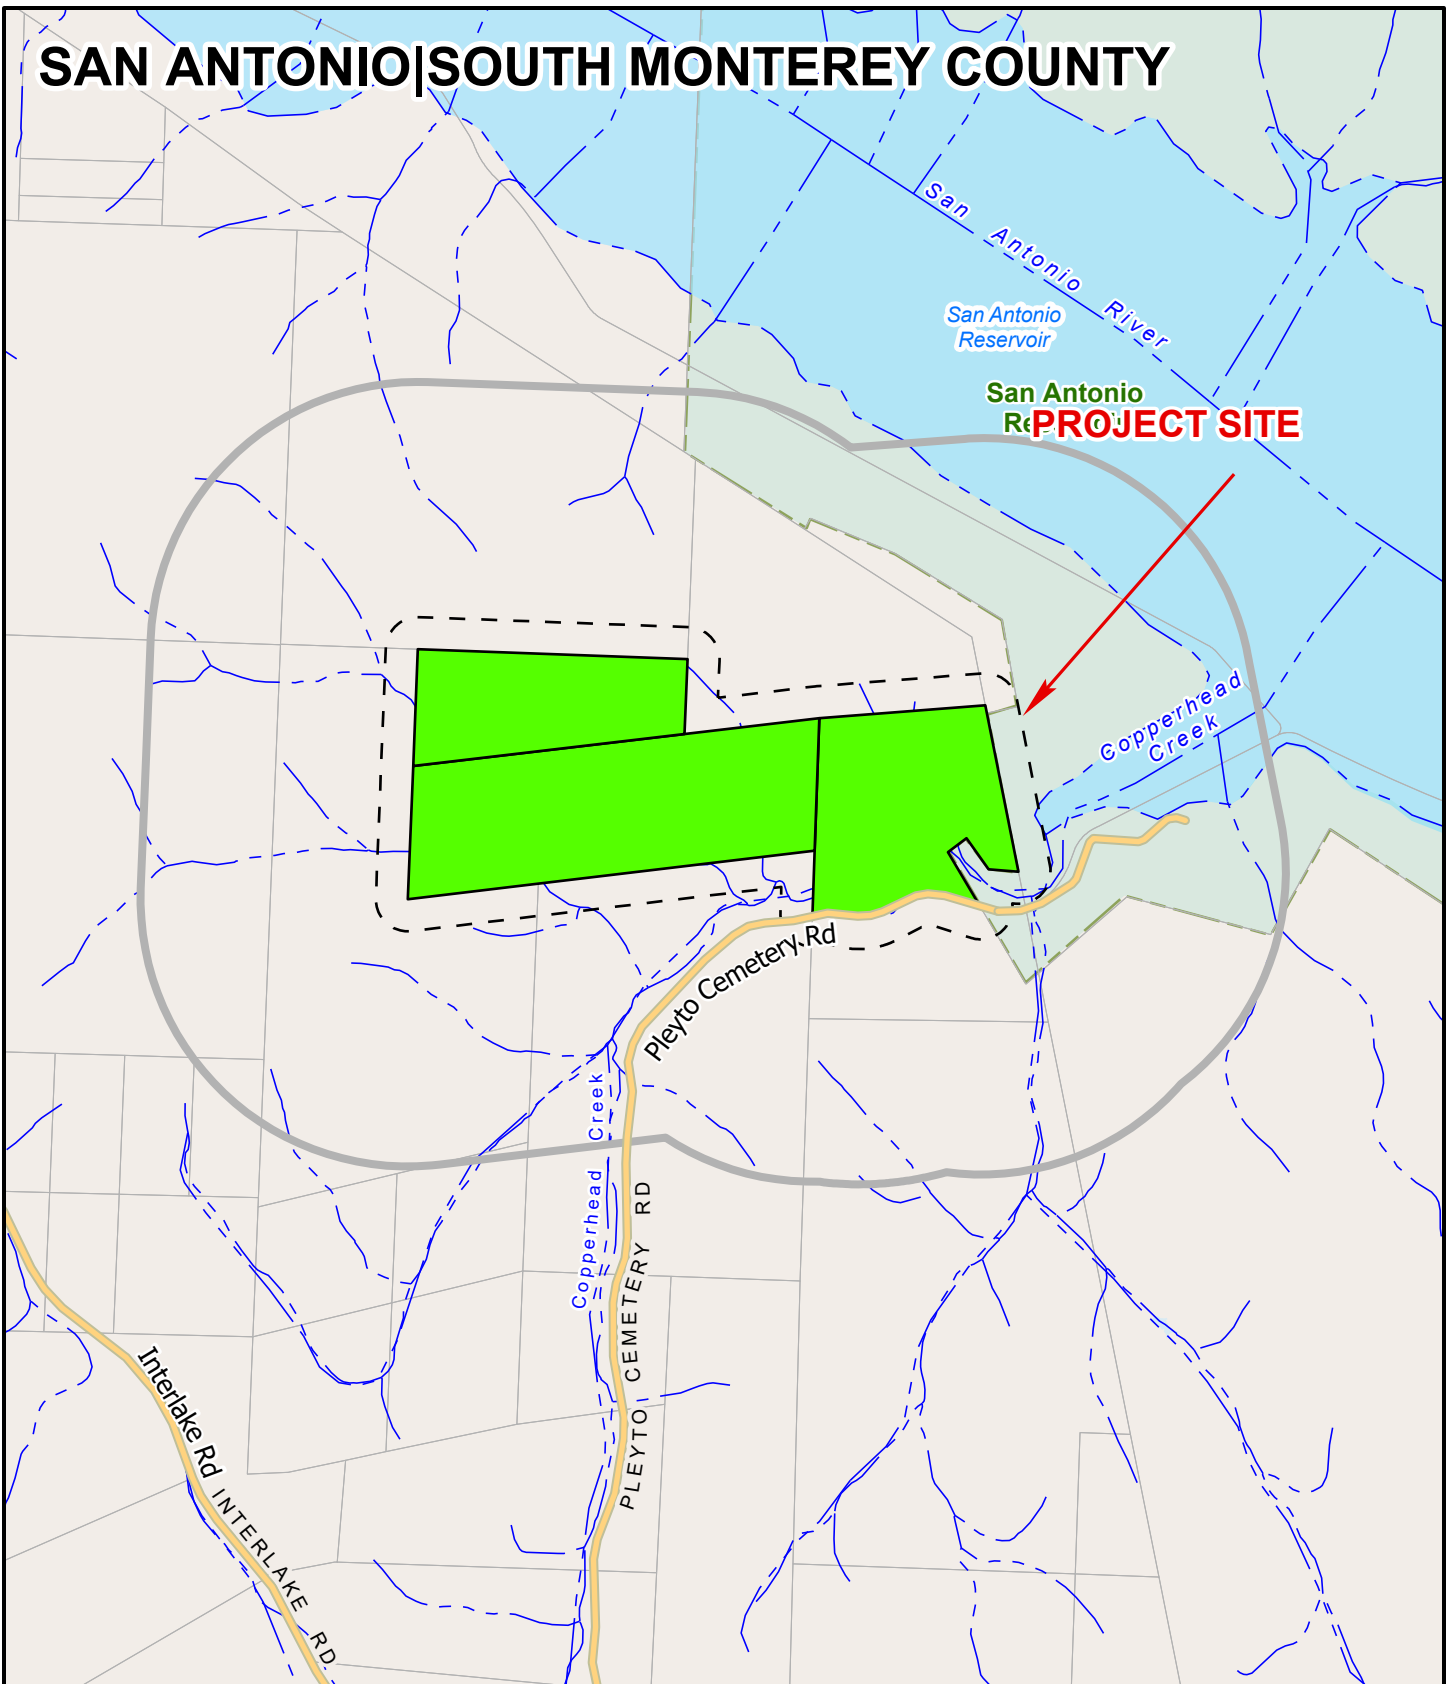 SAN ANTONIO|SOUTH MONTEREY COUNTY
San Antonio River
San Antonio
Reservoir
San Antonio
PROJECT SITE
Copperhead
Creek
Pleyto Cemetery Rd
Copperhead Creek
PLEYTO CEMETERY RD
Interlake Rd
INTERLAKE RD